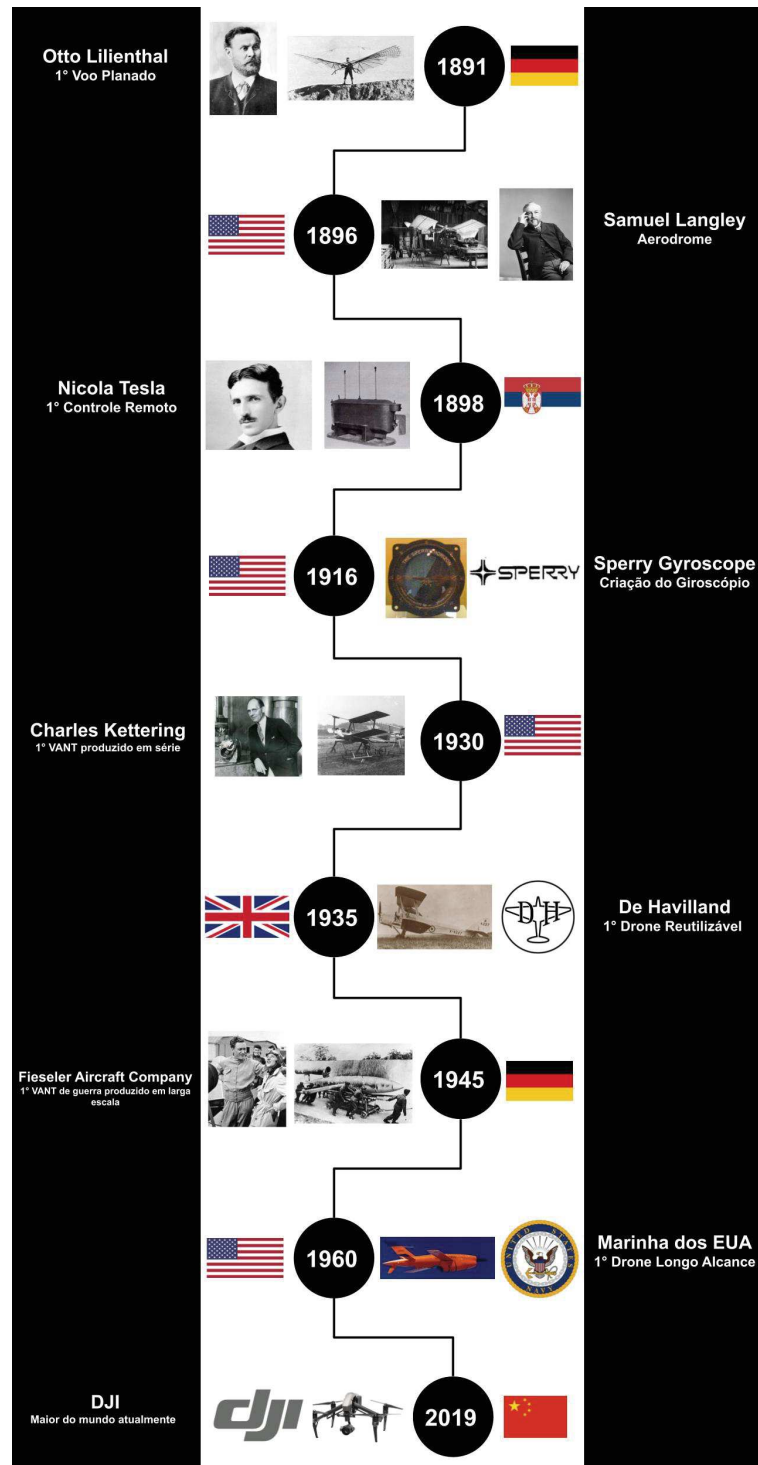 Otto Lilienthal
1° Voo Planado
1891
1896
Samuel Langley
Aerodrome
Nicola Tesla
1° Controle Remoto
1898
1916
SPERRY
Sperry Gyroscope
Criação do Giroscópio
Charles Kettering
1° VANT produzido em série
1930
1935
D H
De Havilland
1° Drone Reutilizável
Fieseler Aircraft Company
1° VANT de guerra produzido em larga
escala
1945
1960
UNITED STATES
NAVY
Marinha dos EUA
1° Drone Longo Alcance
DJI
Maior do mundo atualmente
dji
2019